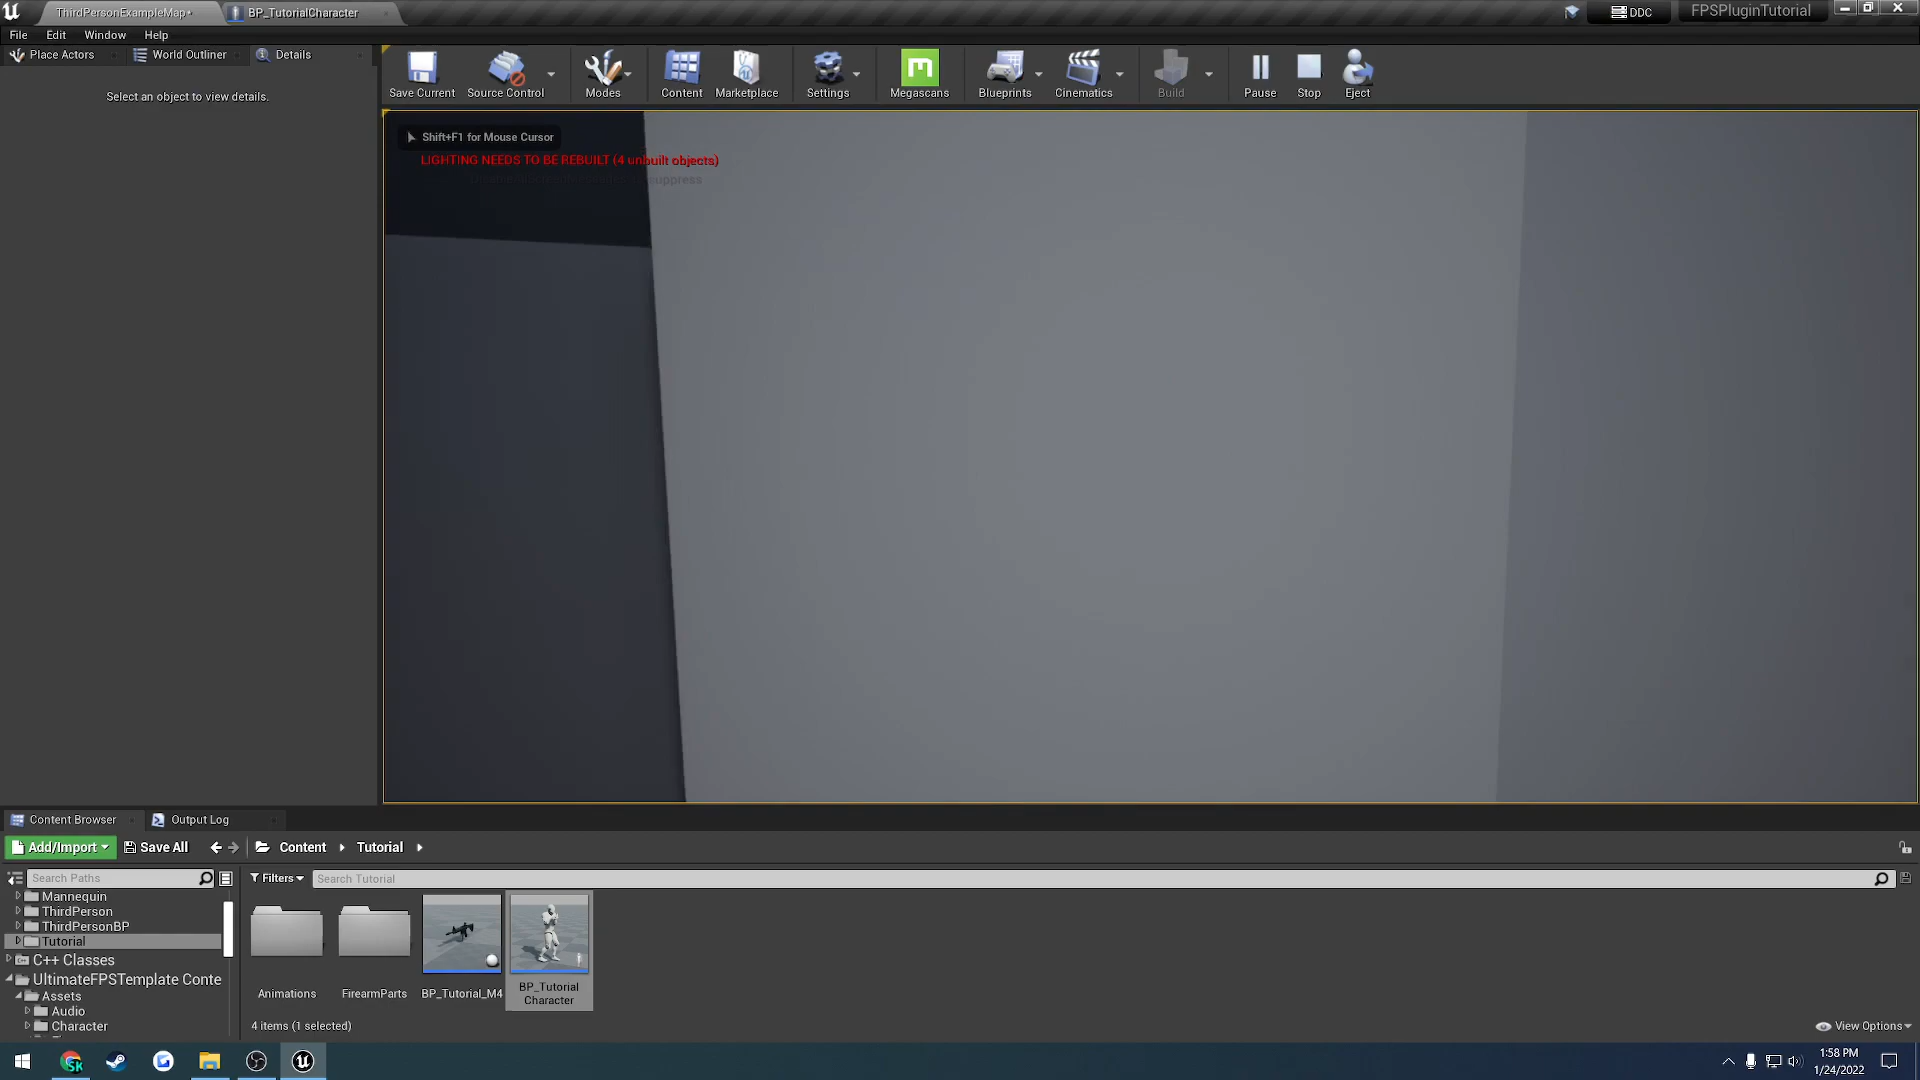 ThirdPersonExampleMap•
BP_TutorialCharacter
DDC
FPSPluginTutorial
File
Edit
Window
Help
Place Actors
World Outliner
Details
Select an object to view details.
Save Current
Source Control
Modes
Content
Marketplace
Settings
Megascans
Blueprints
Cinematics
Build
Pause
Stop
Eject
Shift+F1 for Mouse Cursor
LIGHTING NEEDS TO BE REBUILT (4 unbuilt objects)
suppress
Content Browser
Output Log
Add/Import
Save All
Content
Tutorial
Search Paths
Filters
Search Tutorial
Mannequin
ThirdPerson
ThirdPersonBP
Tutorial
C++ Classes
UltimateFPSTemplate Conte
Assets
Audio
Character
Animations
FirearmParts
BP_Tutorial_M4
BP_Tutorial
Character
4 items (1 selected)
View Options
1:58 PM
1/24/2022